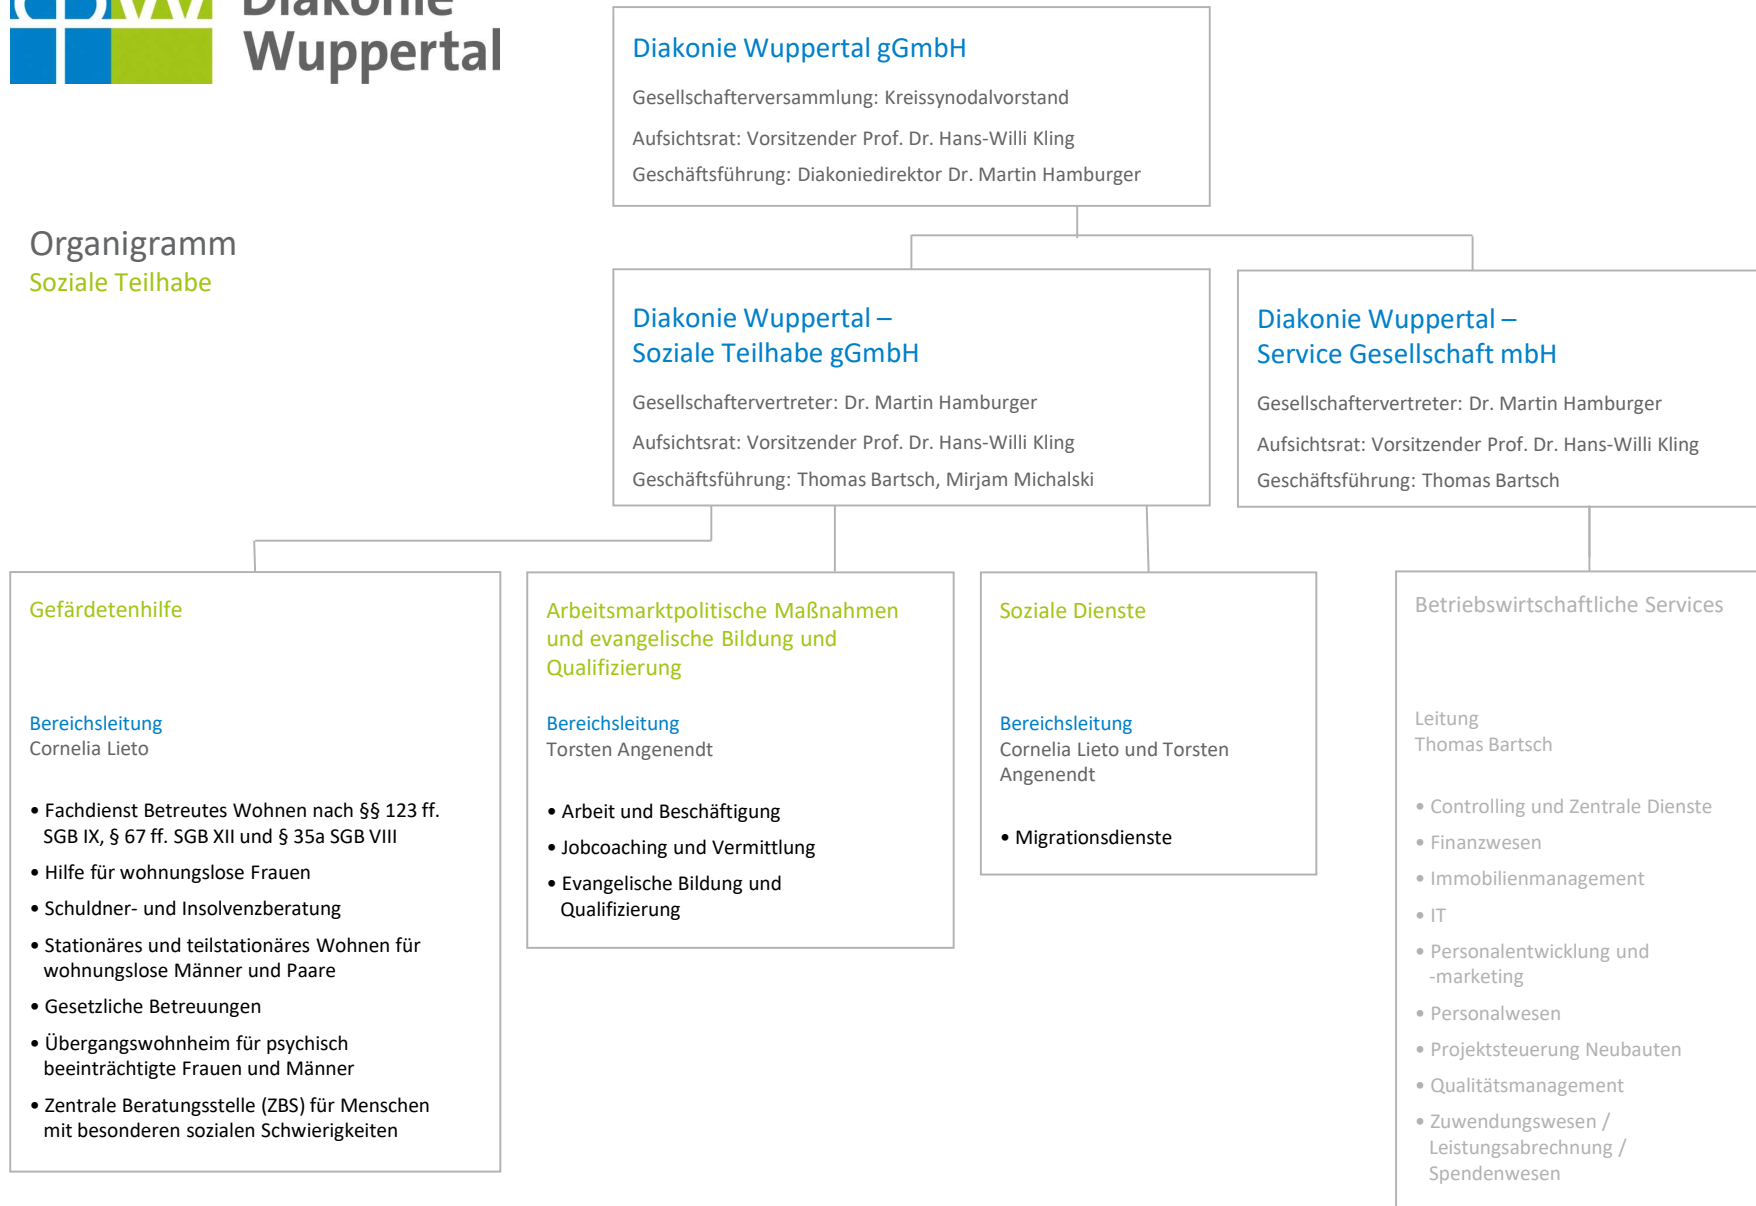 Diakonie
Wuppertal
Organigramm
Soziale Teilhabe
Diakonie Wuppertal gGmbH
Gesellschafterversammlung: Kreissynodalvorstand
Aufsichtsrat: Vorsitzender Prof. Dr. Hans-Willi Kling
Geschäftsführung: Diakoniedirektor Dr. Martin Hamburger
Diakonie Wuppertal –
Soziale Teilhabe gGmbH
Gesellschaftervertreter: Dr. Martin Hamburger
Aufsichtsrat: Vorsitzender Prof. Dr. Hans-Willi Kling
Geschäftsführung: Thomas Bartsch, Mirjam Michalski
Diakonie Wuppertal –
Service Gesellschaft mbH
Gesellschaftervertreter: Dr. Martin Hamburger
Aufsichtsrat: Vorsitzender Prof. Dr. Hans-Willi Kling
Geschäftsführung: Thomas Bartsch
Gefärdetenhilfe
Bereichsleitung
Cornelia Lieto
• Fachdienst Betreutes Wohnen nach §§ 123 ff.
SGB IX, § 67 ff. SGB XII und § 35a SGB VIII
• Hilfe für wohnungslose Frauen
• Schuldner- und Insolvenzberatung
• Stationäres und teilstationäres Wohnen für
wohnungslose Männer und Paare
• Gesetzliche Betreuungen
• Übergangswohnheim für psychisch
beeinträchtigte Frauen und Männer
• Zentrale Beratungsstelle (ZBS) für Menschen
mit besonderen sozialen Schwierigkeiten
Arbeitsmarktpolitische Maßnahmen
und evangelische Bildung und
Qualifizierung
Bereichsleitung
Torsten Angenendt
• Arbeit und Beschäftigung
• Jobcoaching und Vermittlung
• Evangelische Bildung und
Qualifizierung
Soziale Dienste
Bereichsleitung
Cornelia Lieto und Torsten
Angenendt
• Migrationsdienste
Betriebswirtschaftliche Services
Leitung
Thomas Bartsch
• Controlling und Zentrale Dienste
• Finanzwesen
• Immobilienmanagement
• IT
• Personalentwicklung und
-marketing
• Personalwesen
• Projektsteuerung Neubauten
• Qualitätsmanagement
• Zuwendungswesen /
Leistungsabrechnung /
Spendenwesen